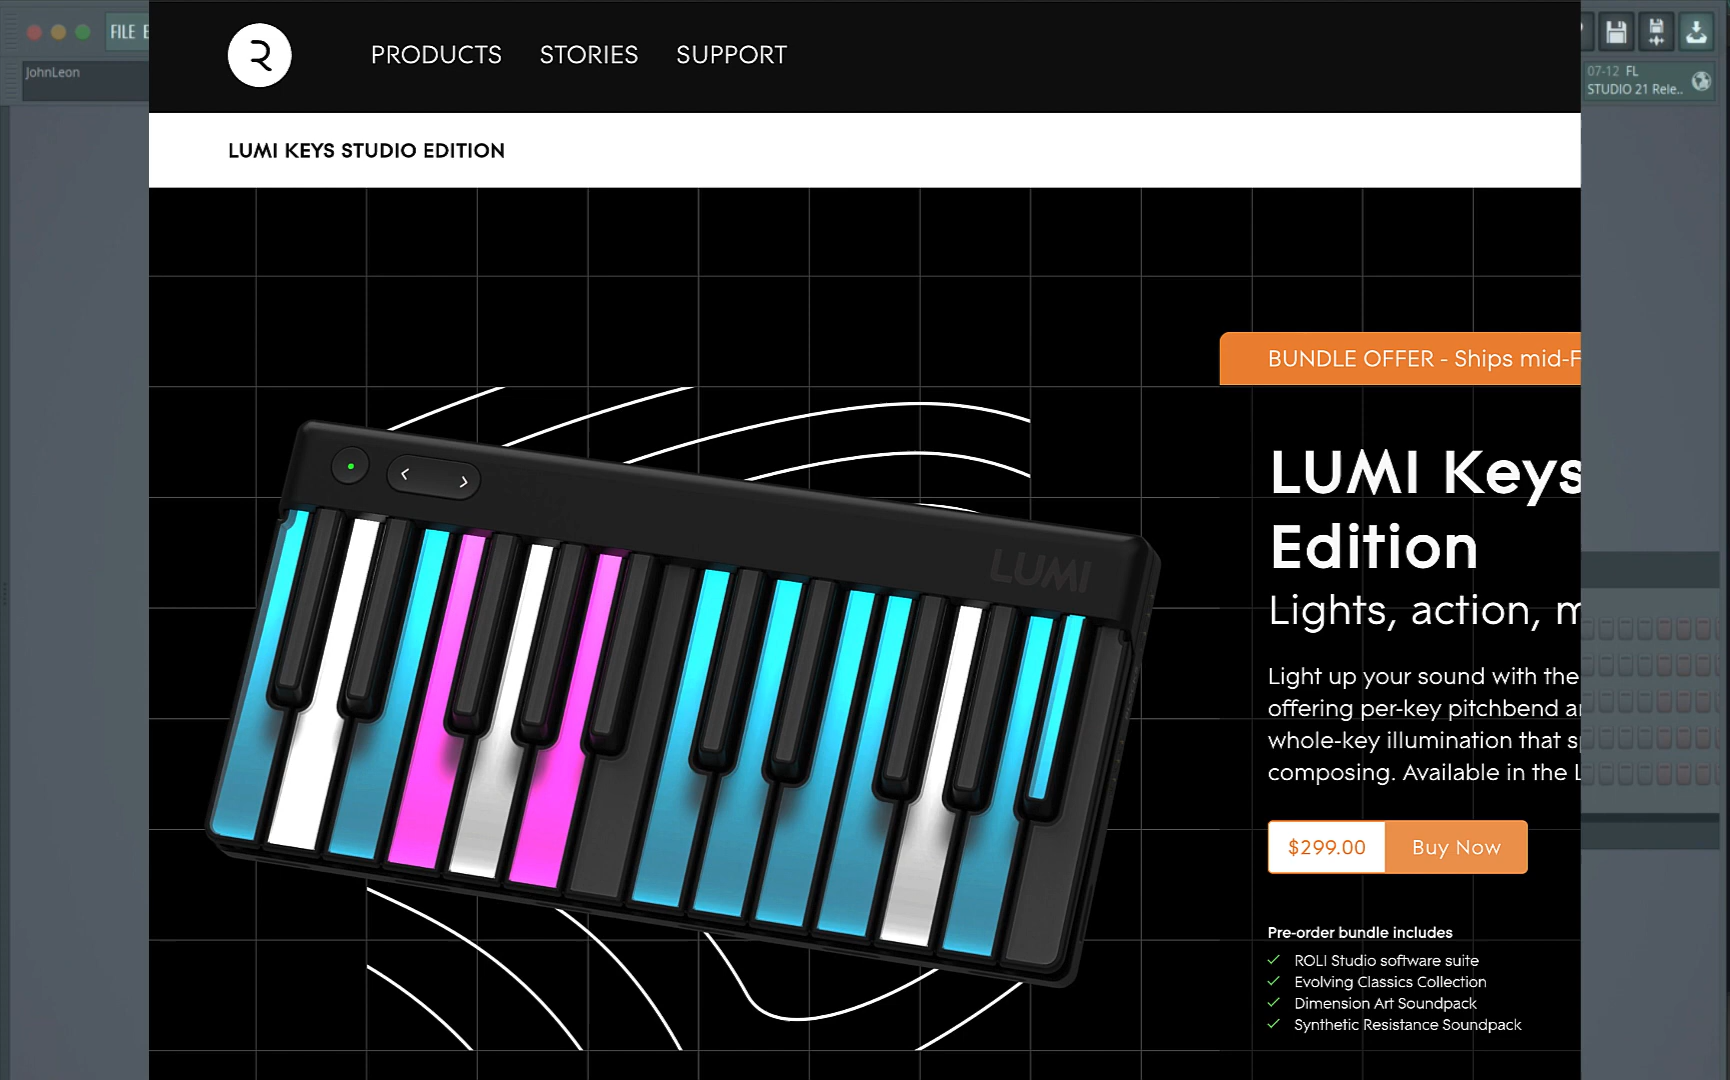 FILE E
JohnLeon
R
PRODUCTS STORIES SUPPORT
07-12 FL
STUDIO 21 Rele..
LUMI KEYS STUDIO EDITION
BUNDLE OFFER - Ships mid-F
LUMI
LUMI Keys
Edition
Lights, action, m
Light up your sound with the
offering per-key pitchbend a
whole-key illumination that s
composing. Available in the L
$299.00 Buy Now
Pre-order bundle includes
ROLI Studio software suite
Evolving Classics Collection
Dimension Art Soundpack
Synthetic Resistance Soundpack